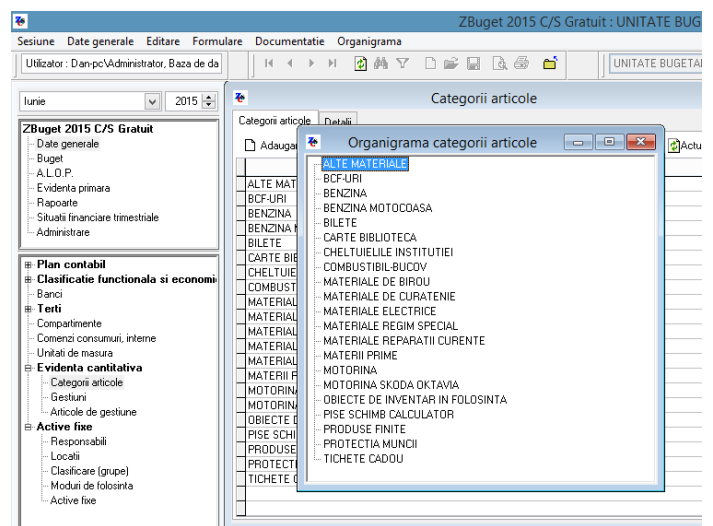 ZBuget 2015 C/S Gratuit : UNITATE BUG
Sesiune Date generale Editare Formulare Documentatie Organigrama
Utilizator : Dan-pc\Administrator, Baza de da
UNITATE BUGETA
Iunie 2015
ZBuget 2015 C/S Gratuit
Date generale
Buget
A.L.O.P.
Evidenta primara
Rapoarte
Situatii financiare trimestriale
Administrare
Plan contabil
Clasificatie functionala si economi
Banci
Terti
Compartimente
Comenzi consumuri, interne
Unitati de masura
Evidenta cantitativa
Categorii articole
Gestiuni
Articole de gestiune
Active fixe
Responsabili
Locatii
Clasificare (grupe)
Moduri de folosinta
Active fixe
Categorii articole
Categorii articole Detalii
Adaugar
Actu
ALTE MAT
BCF-URI
BENZINA
BENZINA M
BILETE
CARTE BIB
CHELTUIE
COMBUST
MATERIAL
MATERIAL
MATERIAL
MATERIAL
MATERIAL
MATERII P
MOTORINA
MOTORINA
OBIECTE D
PISE SCHI
PRODUSE
PROTECTI
TICHETE C
Organigrama categorii articole
ALTE MATERIALE
BCF-URI
BENZINA
BENZINA MOTOCOASA
BILETE
CARTE BIBLIOTECA
CHELTUIELILE INSTITUTIEI
COMBUSTIBIL-BUCOV
MATERIALE DE BIROU
MATERIALE DE CURATENIE
MATERIALE ELECTRICE
MATERIALE REGIM SPECIAL
MATERIALE REPARATII CURENTE
MATERII PRIME
MOTORINA
MOTORINA SKODA OKTAVIA
OBIECTE DE INVENTAR IN FOLOSINTA
PISE SCHIMB CALCULATOR
PRODUSE FINITE
PROTECTIA MUNCII
TICHETE CADOU